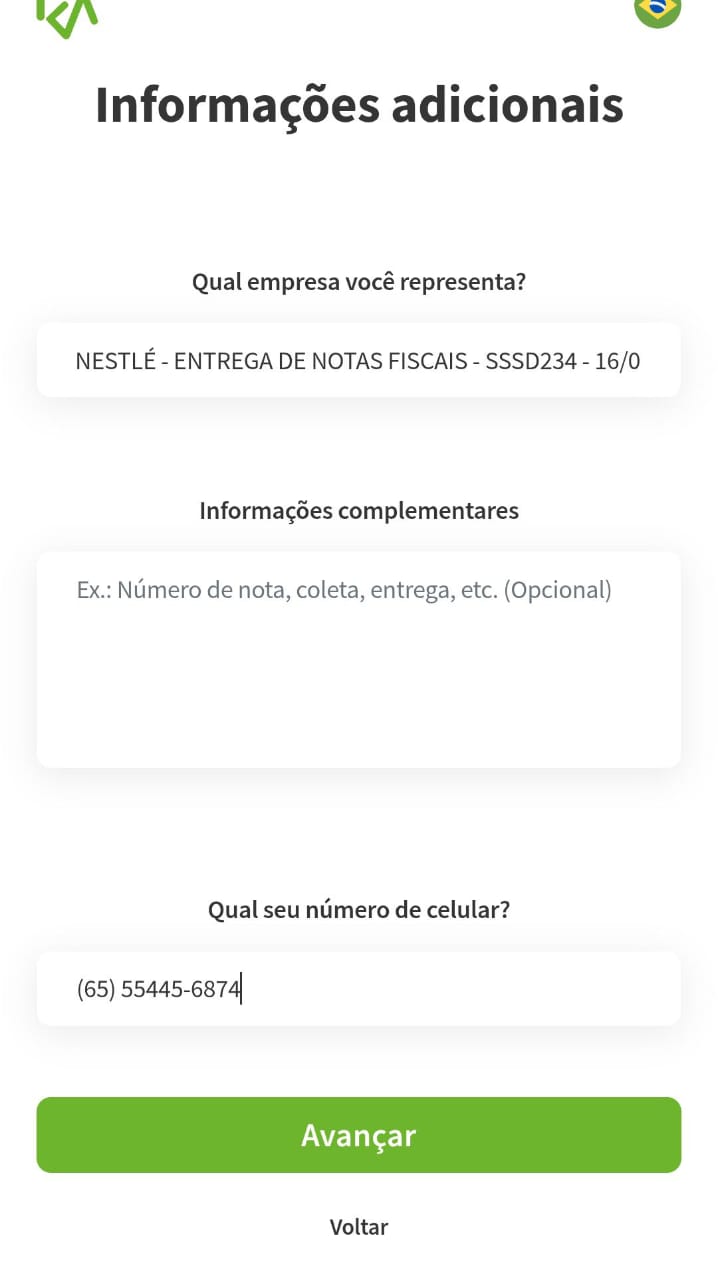 Informações adicionais
Qual empresa você representa?
NESTLÉ - ENTREGA DE NOTAS FISCAIS - SSSD234 - 16/0
Informações complementares
Ex.: Número de nota, coleta, entrega, etc. (Opcional)
Qual seu número de celular?
(65) 55445-6874
Avançar
Voltar